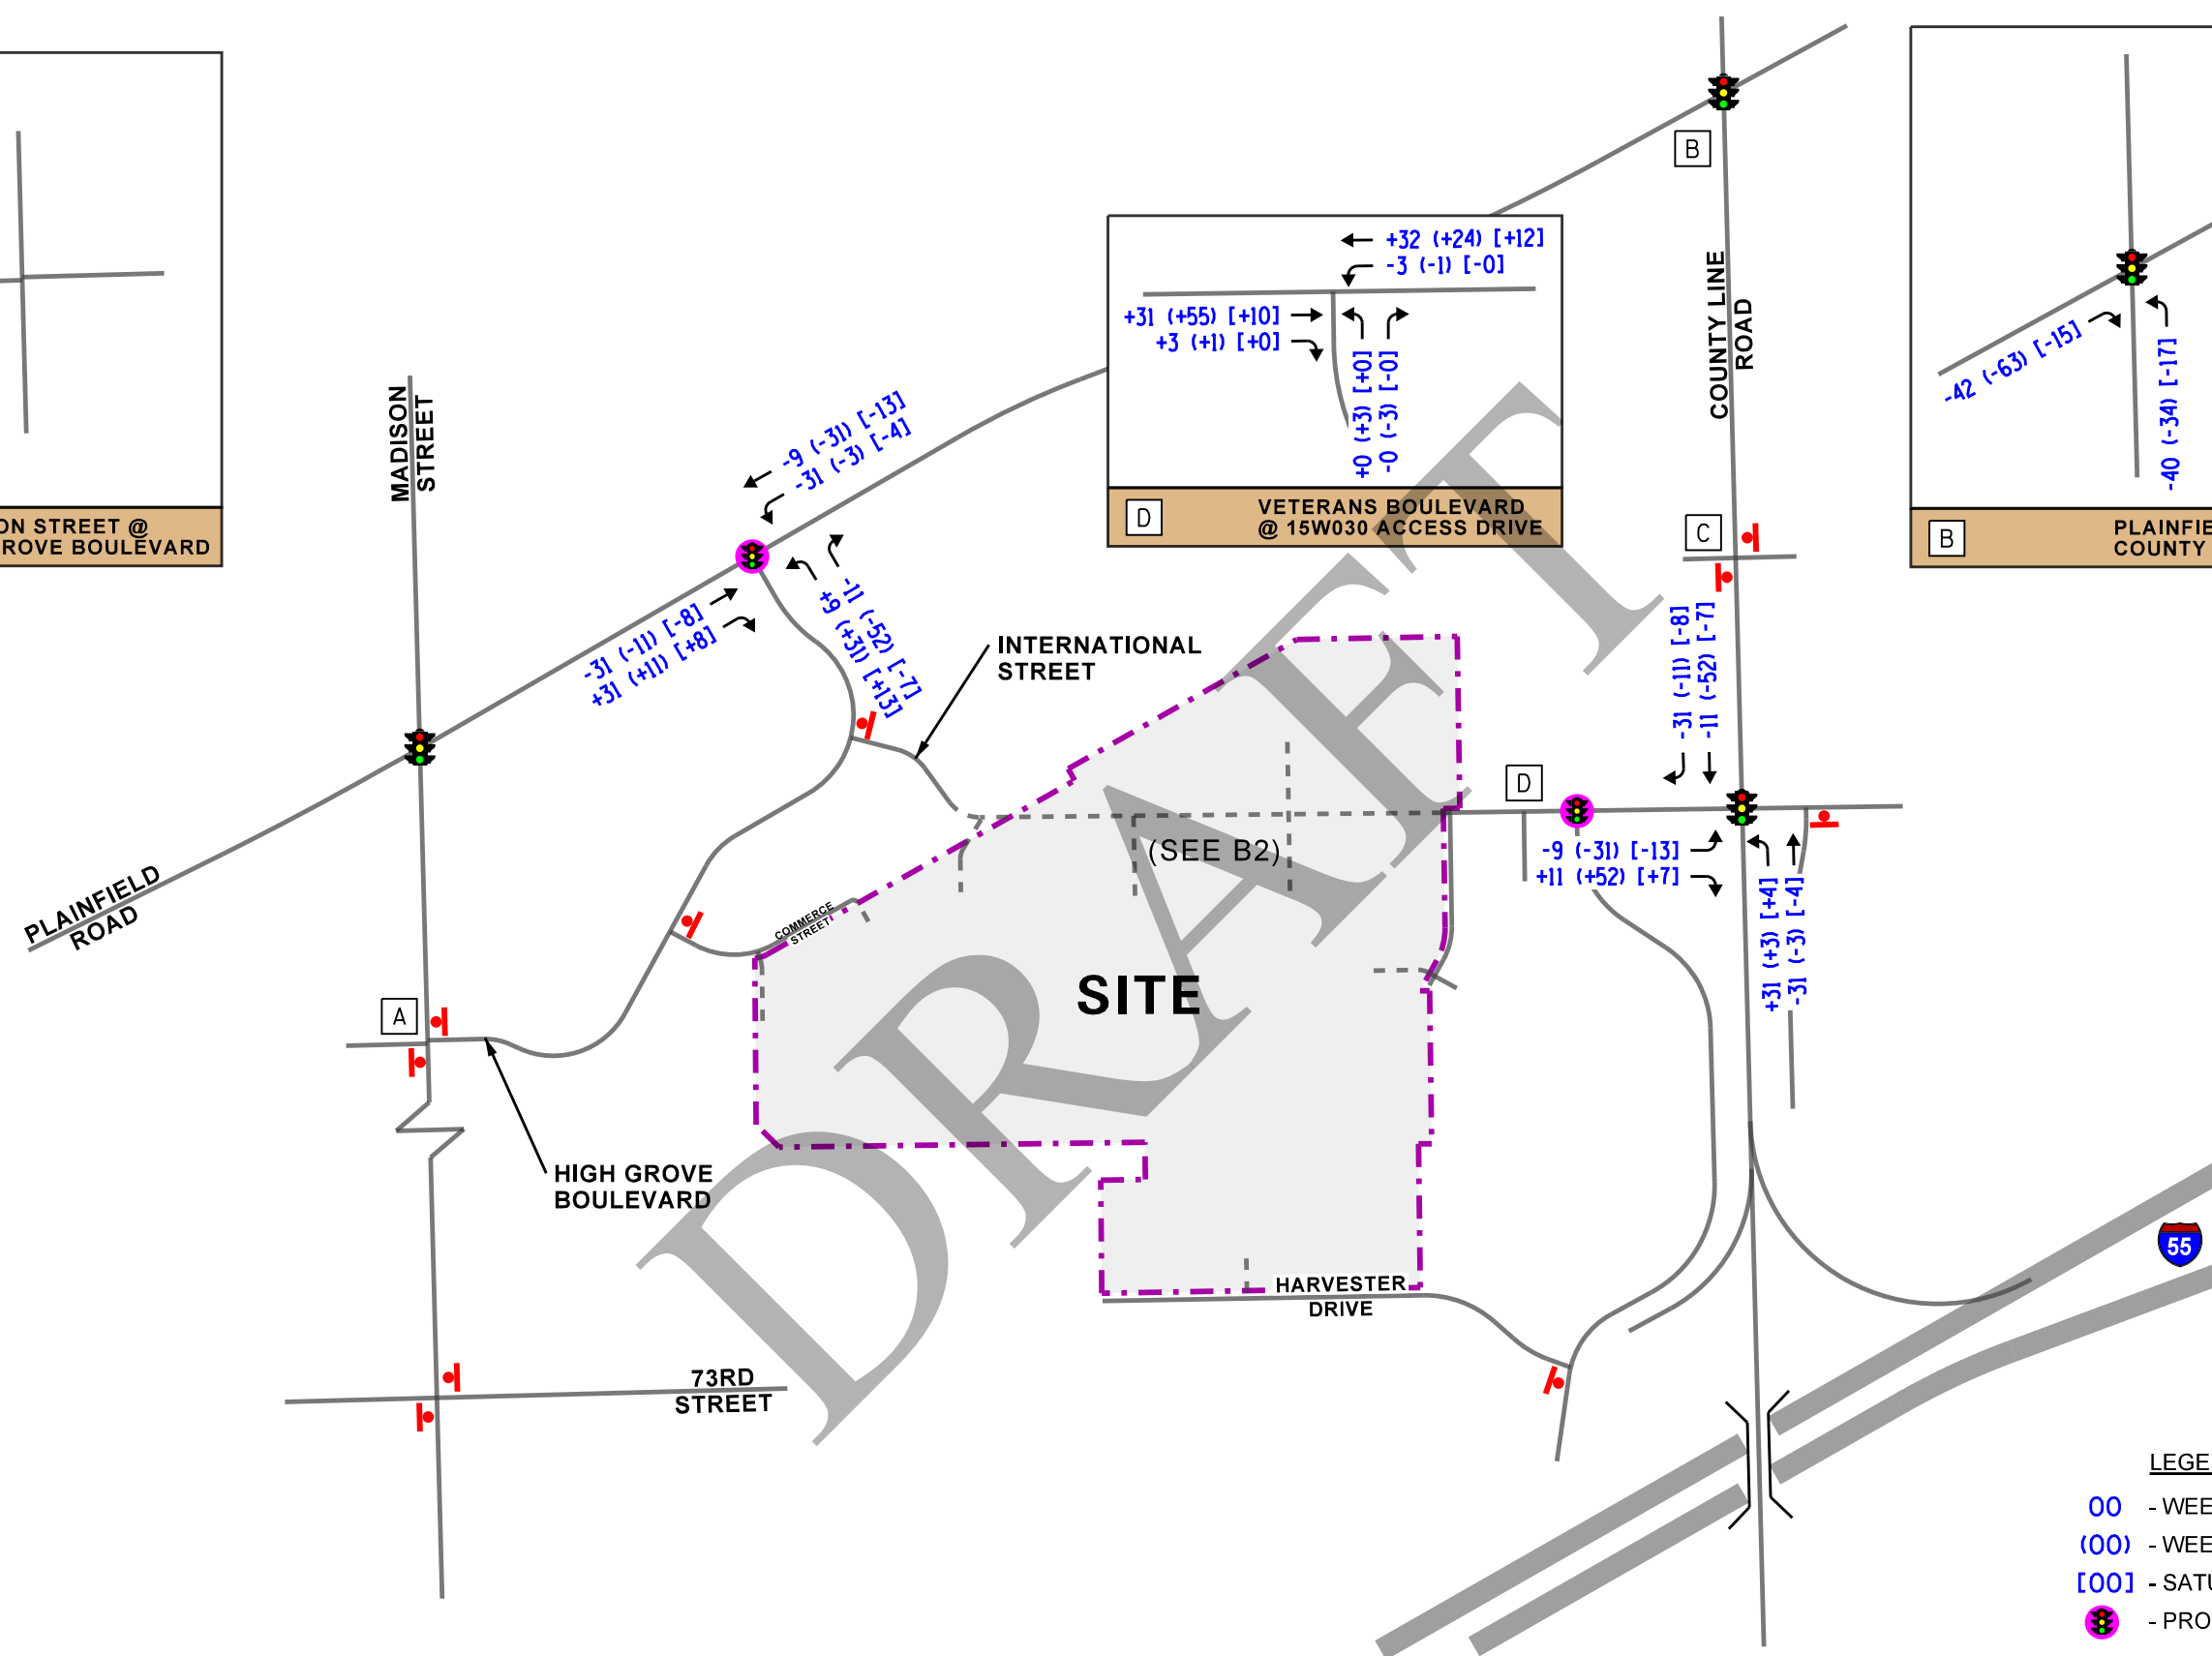 ON STREET @
ROVE BOULEVARD
B
+32 (+24) [+12]
-3 (-1) [-0]
+31 (+55) [+10]
+3 (+1) [+0]
+0 (+3) [+0]
-0 (-3) [-0]
D
VETERANS BOULEVARD
@ 15W030 ACCESS DRIVE
COUNTY LINE
ROAD
-42 (-63) [-15]
-40 (-34) [-17]
B
PLAINFIE
COUNTY
MADISON
STREET
-9 (-31) [-13]
-31 (-3) [-4]
-31 (-11) [-8]
+31 (+11) [+8]
-11 (-52) [-7]
+9 (+31) [+13]
INTERNATIONAL
STREET
C
-31 (-11) [-8]
-11 (-52) [-7]
D
-9 (-31) [-13]
+11 (+52) [+7]
+31 (+3) [+4]
-31 (-3) [-4]
(SEE B2)
PLAINFIELD
ROAD
COMMERCE
STREET
SITE
A
HIGH GROVE
BOULEVARD
HARVESTER
DRIVE
73RD
STREET
55
DRAFT
LEGE
00 - WEE
(00) - WEE
[00] - SATU
- PRO